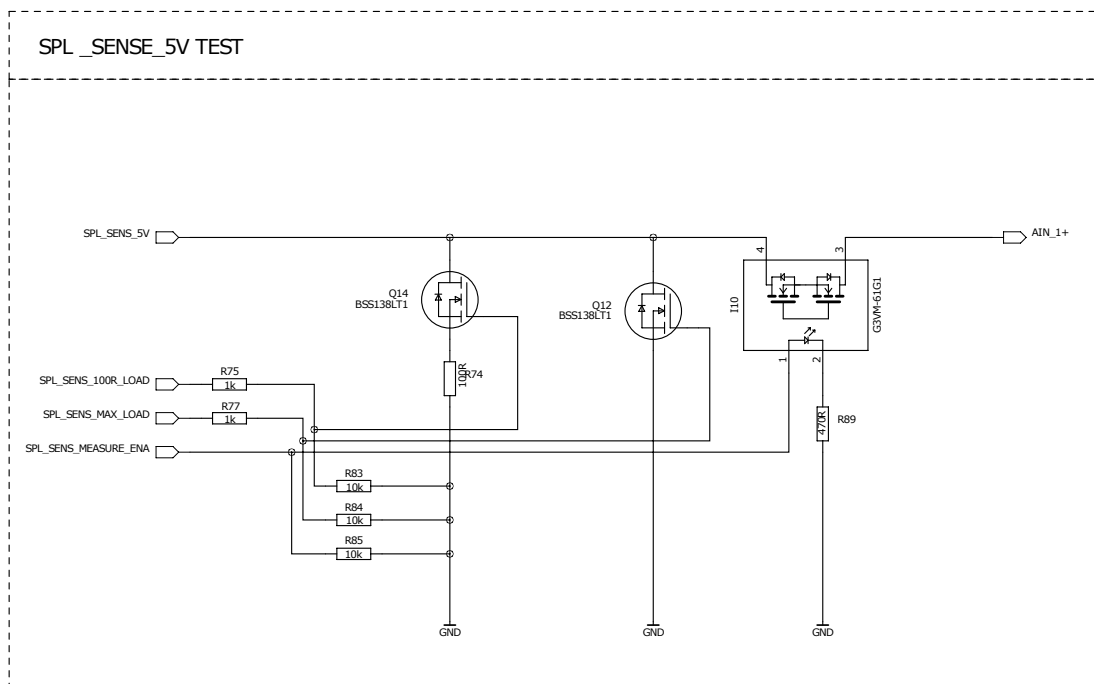 SPL _SENSE_5V TEST
SPL_SENS_5V
AIN_1+
4
3
Q14
BSS138LT1
Q12
BSS138LT1
I10
G3VM-61G1
1
2
R75
1k
SPL_SENS_100R_LOAD
100R
R74
R77
1k
SPL_SENS_MAX_LOAD
470R
R89
SPL_SENS_MEASURE_ENA
R83
10k
R84
10k
R85
10k
GND
GND
GND